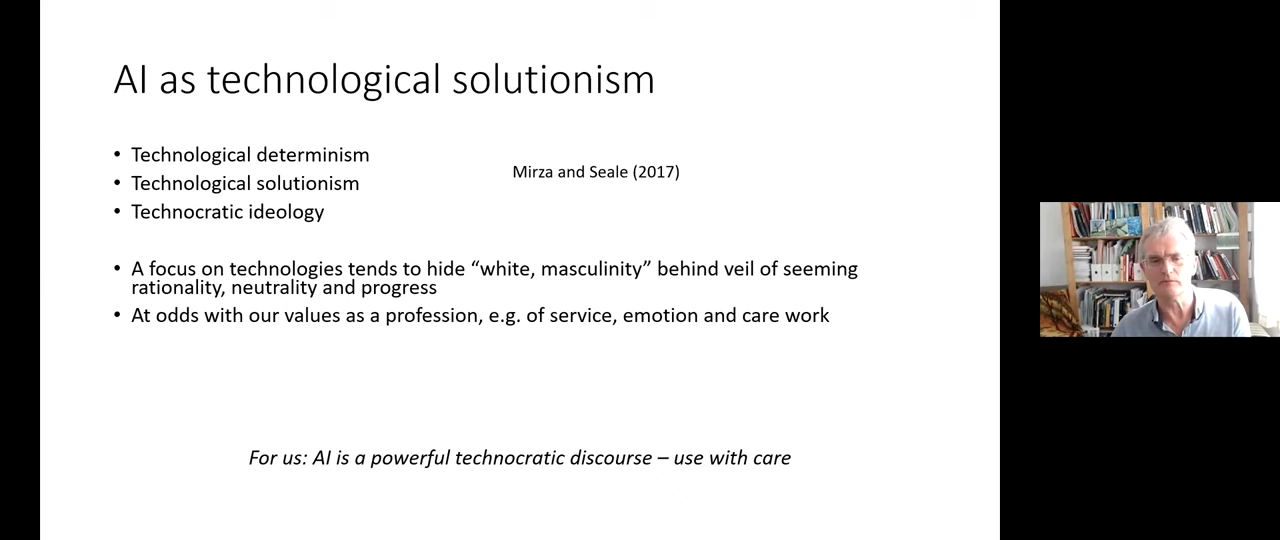 AI as technological solutionism
• Technological determinism
• Technological solutionism
• Technocratic ideology
Mirza and Seale (2017)
• A focus on technologies tends to hide “white, masculinity” behind veil of seeming
rationality, neutrality and progress
• At odds with our values as a profession, e.g. of service, emotion and care work
For us: AI is a powerful technocratic discourse – use with care